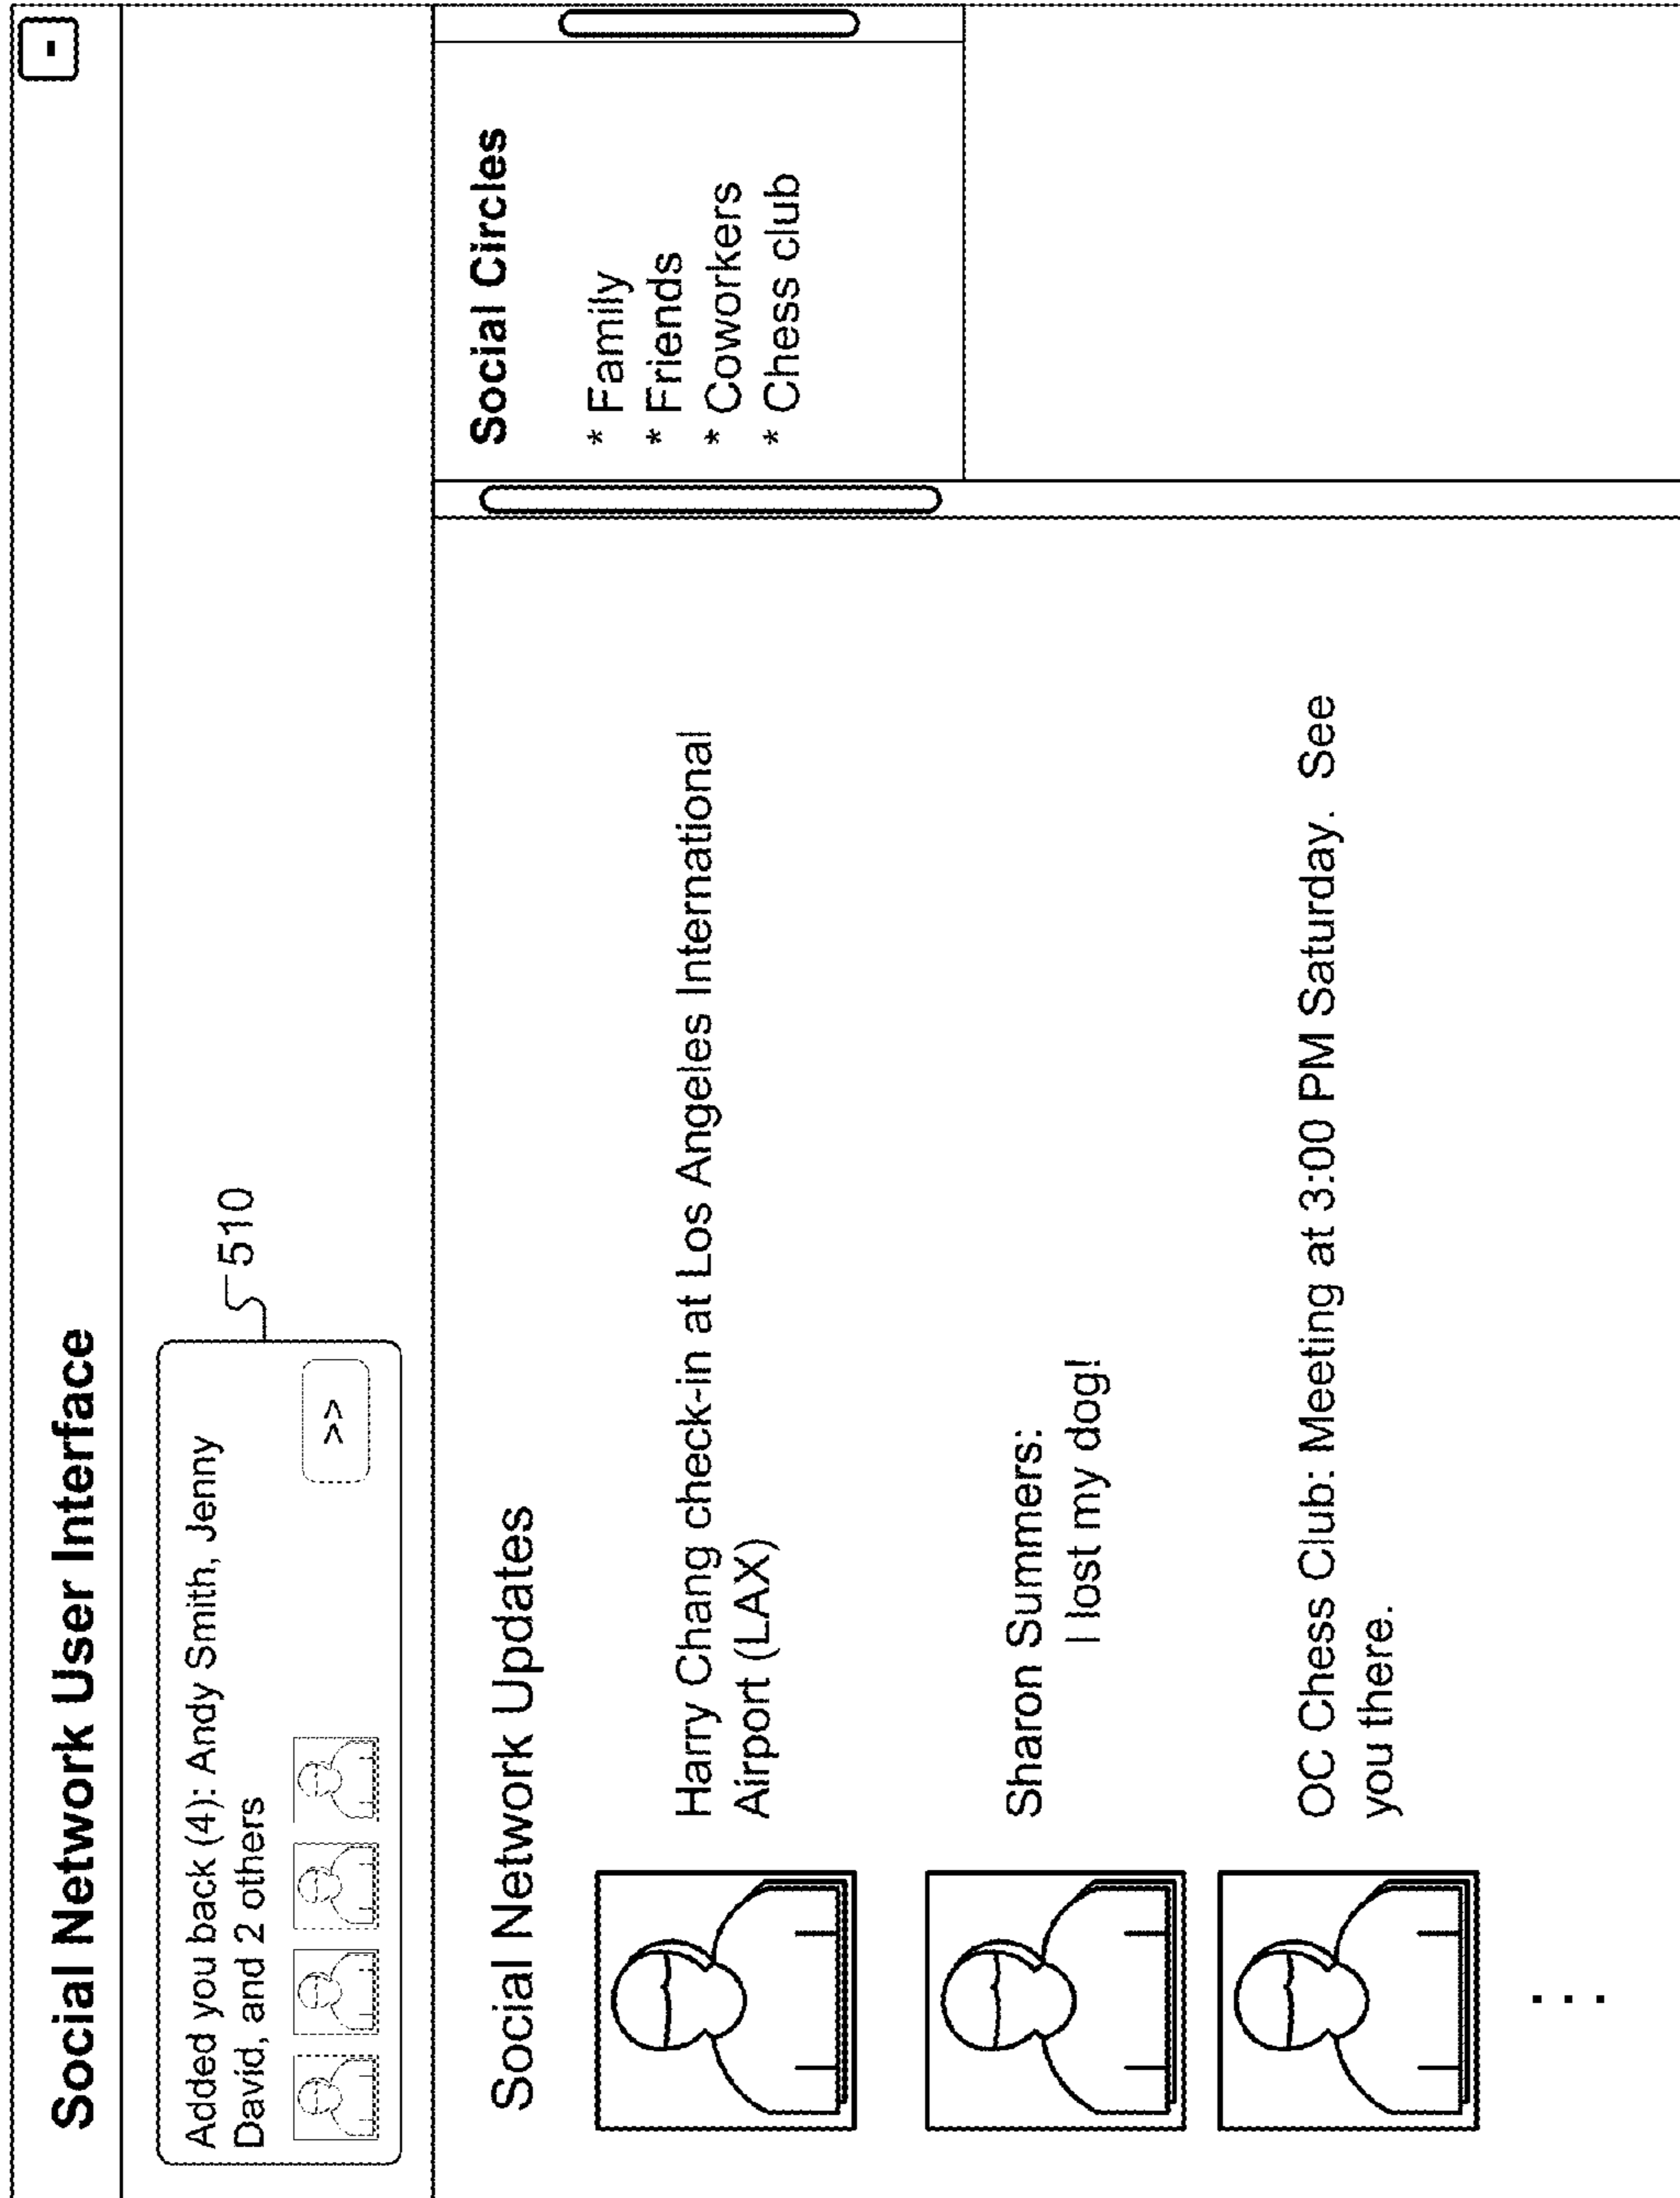 Social Network User Interface
-
Added you back (4): Andy Smith, Jenny
David, and 2 others
>>
510
Social Network Updates
Harry Chang check-in at Los Angeles International
Airport (LAX)
Sharon Summers:
I lost my dog!
OC Chess Club: Meeting at 3:00 PM Saturday. See
you there.
. . .
Social Circles
* Family
* Friends
* Coworkers
* Chess club